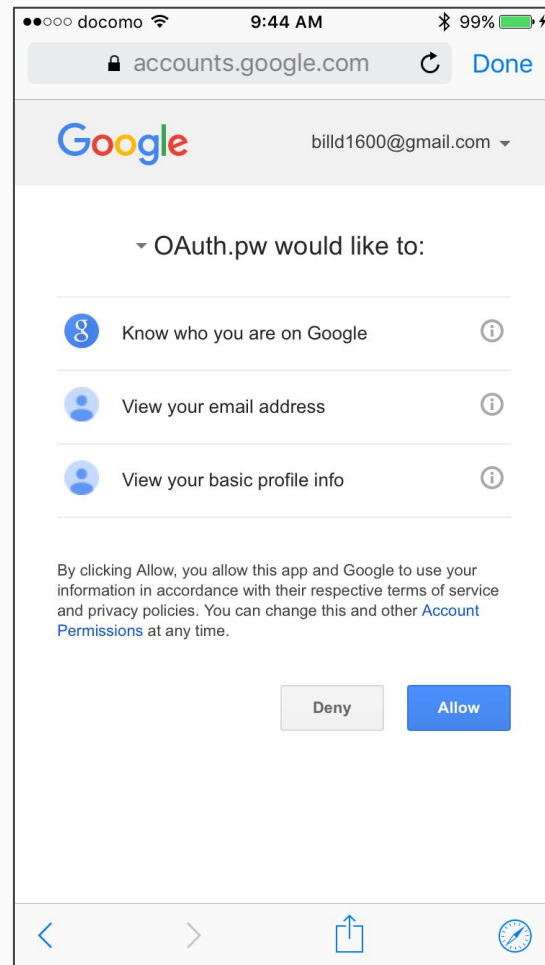 docomo 9:44 AM 99%
accounts.google.com Done
Google billd1600@gmail.com
OAuth.pw would like to:
g Know who you are on Google i
View your email address i
View your basic profile info i
By clicking Allow, you allow this app and Google to use your
information in accordance with their respective terms of service
and privacy policies. You can change this and other Account
Permissions at any time.
Deny Allow